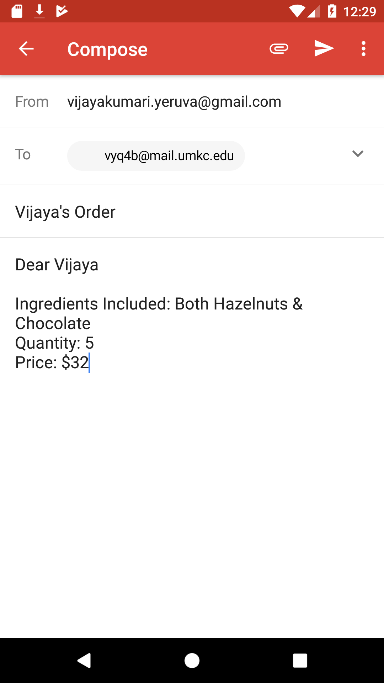 12:29
Compose
From vijayakumari.yeruva@gmail.com
To vyq4b@mail.umkc.edu
Vijaya's Order
Dear Vijaya
Ingredients Included: Both Hazelnuts &
Chocolate
Quantity: 5
Price: $32